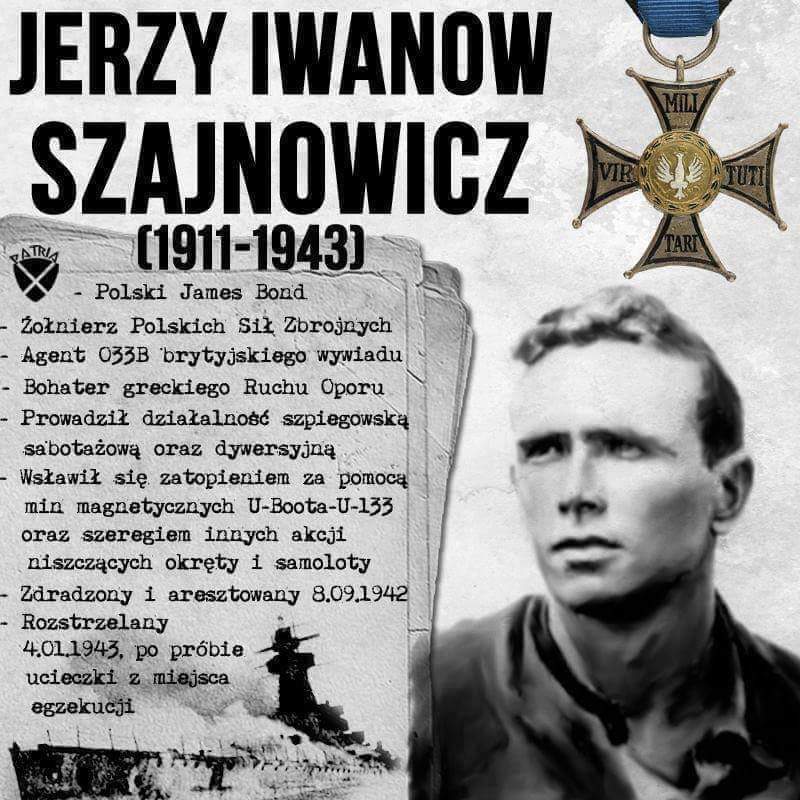 JERZY IWANOW
SZAJNOWICZ
(1911-1943)
PATRIA
- Polski James Bond
- Żołnierz Polskich Sił Zbrojnych
- Agent 033B brytyjskiego wywiadu
- Bohater greckiego Ruchu Oporu
- Prowadził działalność szpiegowską
sabotażową oraz dywersyjną
- Wsławił się zatopieniem za pomocą
min magnetycznych U-Boota-U-133
oraz szeregiem innych akcji
niszczących okręty i samoloty
- Zdradzony i aresztowany 8.09.1942
- Rozstrzelany
4.01.1943, po próbie
ucieczki z miejsca
egzekucji
MILI
VIR TUTI
TARI